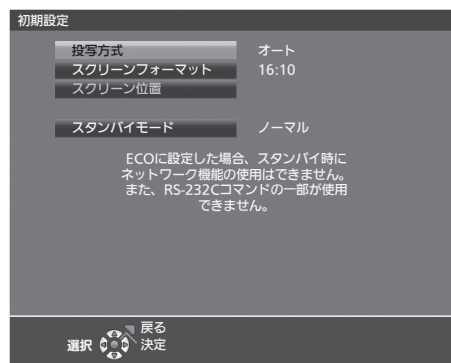 初期設定
投写方式 オート
スクリーンフォーマット 16:10
スクリーン位置
スタンバイモード ノーマル
ECOに設定した場合、スタンバイ時に
ネットワーク機能の使用はできません。
また、RS-232Cコマンドの一部が使用
できません。
戻る
選択 決定